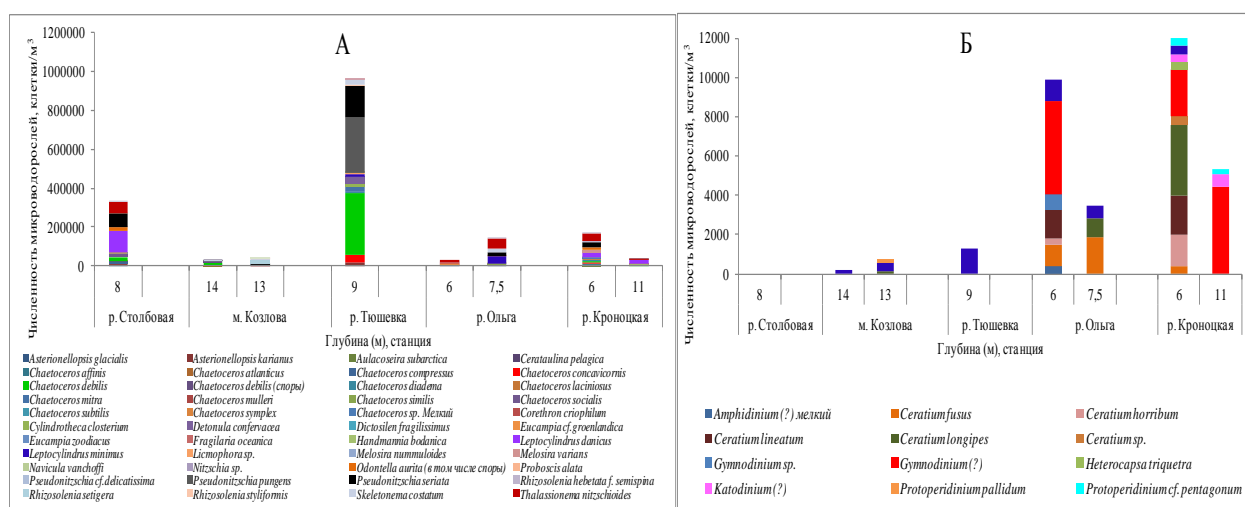 А
Численность микроводорослей, клетки/м³
1200000
1000000
800000
600000
400000
200000
0
8 14 13 9 6 7,5 6 11
р. Столбовая м. Козлова р. Тюшевка р. Ольга р. Кроноцкая
Глубина (м), станция
Asterionellopsis glacialis Asterionellopsis karianus Aulacoseira subarctica Cerataulina pelagica
Chaetoceros affinis Chaetoceros atlanticus Chaetoceros compressus Chaetoceros concavicornis
Chaetoceros debilis Chaetoceros debilis (споры) Chaetoceros diadema Chaetoceros laciniosus
Chaetoceros mitra Chaetoceros mulleri Chaetoceros similis Chaetoceros socialis
Chaetoceros subtilis Chaetoceros symplex Chaetoceros sp. Мелкий Corethron criophilum
Cylindrotheca closterium Detonula confervacea Dictosilen fragilissimus Eucampia cf. groenlandica
Eucampia zoodiacus Fragilaria oceanica Handmannia bodanica Leptocylindrus danicus
Leptocylindrus minimus Licmophora sp. Melosira nummuloides Melosira varians
Navicula vanchoffi Nitzschia sp. Odontella aurita (в том числе споры) Proboscis alata
Pseudonitzschia cf. delicatissima Pseudonitzschia pungens Pseudonitzschia seriata Rhizosolenia hebetata f. semispina
Rhizosolenia setigera Rhizosolenia styliformis Skeletonema costatum Thalassionema nitzschioides
Б
Численность микроводорослей, клетки/м³
12000
10000
8000
6000
4000
2000
0
8 14 13 9 6 7,5 6 11
р. Столбовая м. Козлова р. Тюшевка р. Ольга р. Кроноцкая
Глубина (м), станция
Amphidinium (?) мелкий Ceratium fusus Ceratium horribum
Ceratium lineatum Ceratium longipes Ceratium sp.
Gymnodinium sp. Gymnodinium (?) Heterocapsa triquetra
Katodinium (?) Protoperidinium pallidum Protoperidinium cf. pentagonum